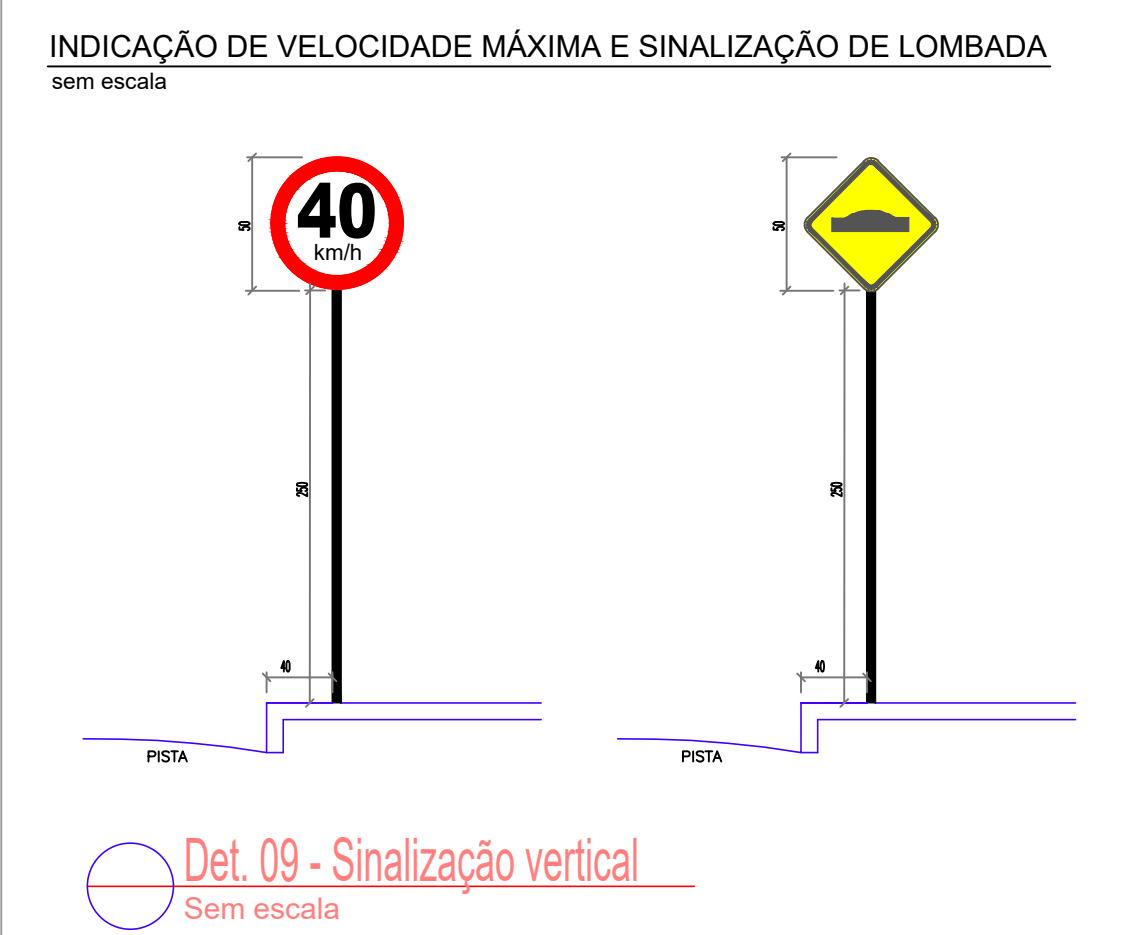 INDICAÇÃO DE VELOCIDADE MÁXIMA E SINALIZAÇÃO DE LOMBADA
sem escala
50
40
km/h
50
250
250
40
40
PISTA
PISTA
Det. 09 - Sinalização vertical
Sem escala